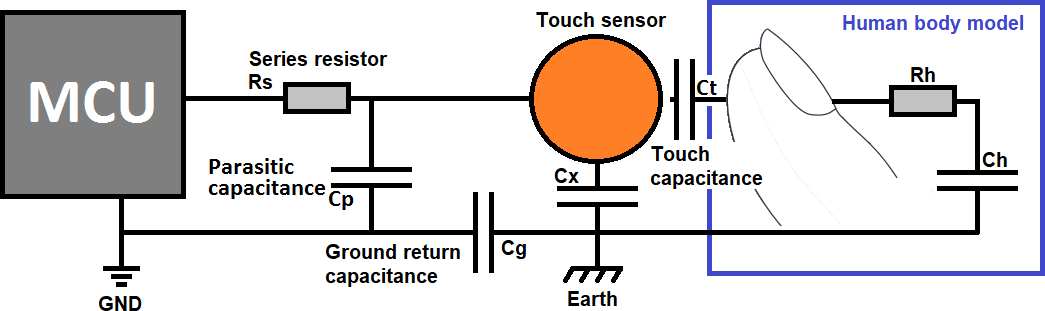 MCU
Series resistor
Rs
Parasitic
capacitance
Cp
GND
Ground return
capacitance
Cg
Touch sensor
Cx
Earth
Ct
Touch
capacitance
Human body model
Rh
Ch